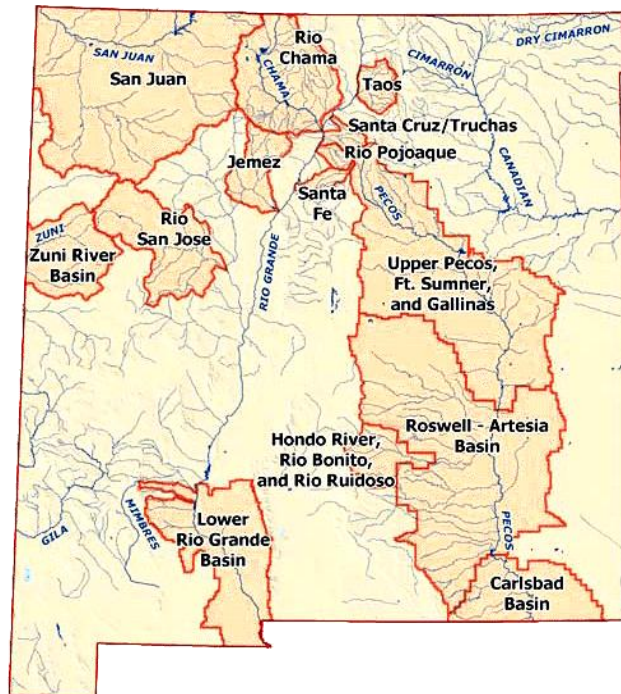 Rio
Chama
DRY CIMARRON
SAN JUAN
San Juan
CHAMA
CIMARRON
Taos
Santa Cruz/Truchas
Rio Pojoaque
Jemez
CANADIAN
Santa
Fe
PECOS
Rio
San Jose
ZUNI
Zuni River
Basin
RIO GRANDE
Upper Pecos,
Ft. Sumner,
and Gallinas
Roswell - Artesia
Basin
Hondo River,
Rio Bonito,
and Rio Ruidoso
GILA
MIMBRES
Lower
Rio Grande
Basin
PECOS
Carlsbad
Basin